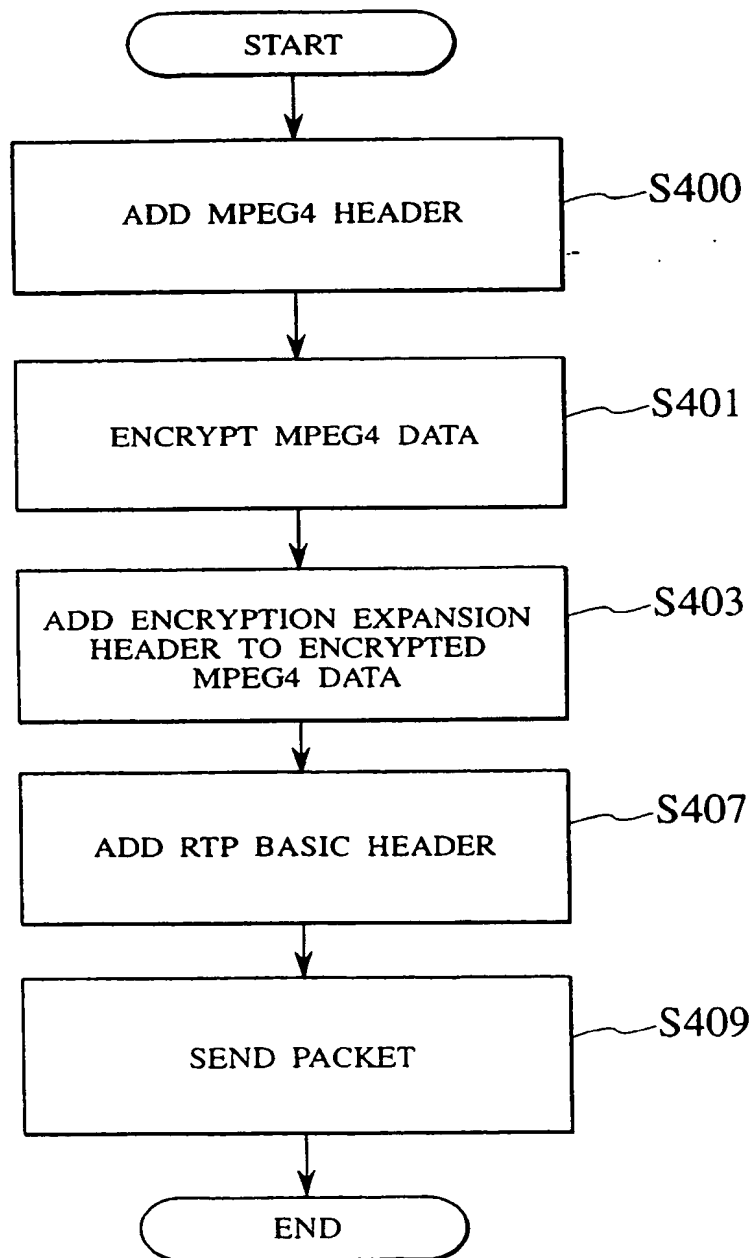 START
ADD MPEG4 HEADER
S400
ENCRYPT MPEG4 DATA
S401
ADD ENCRYPTION EXPANSION
HEADER TO ENCRYPTED
MPEG4 DATA
S403
ADD RTP BASIC HEADER
S407
SEND PACKET
S409
END